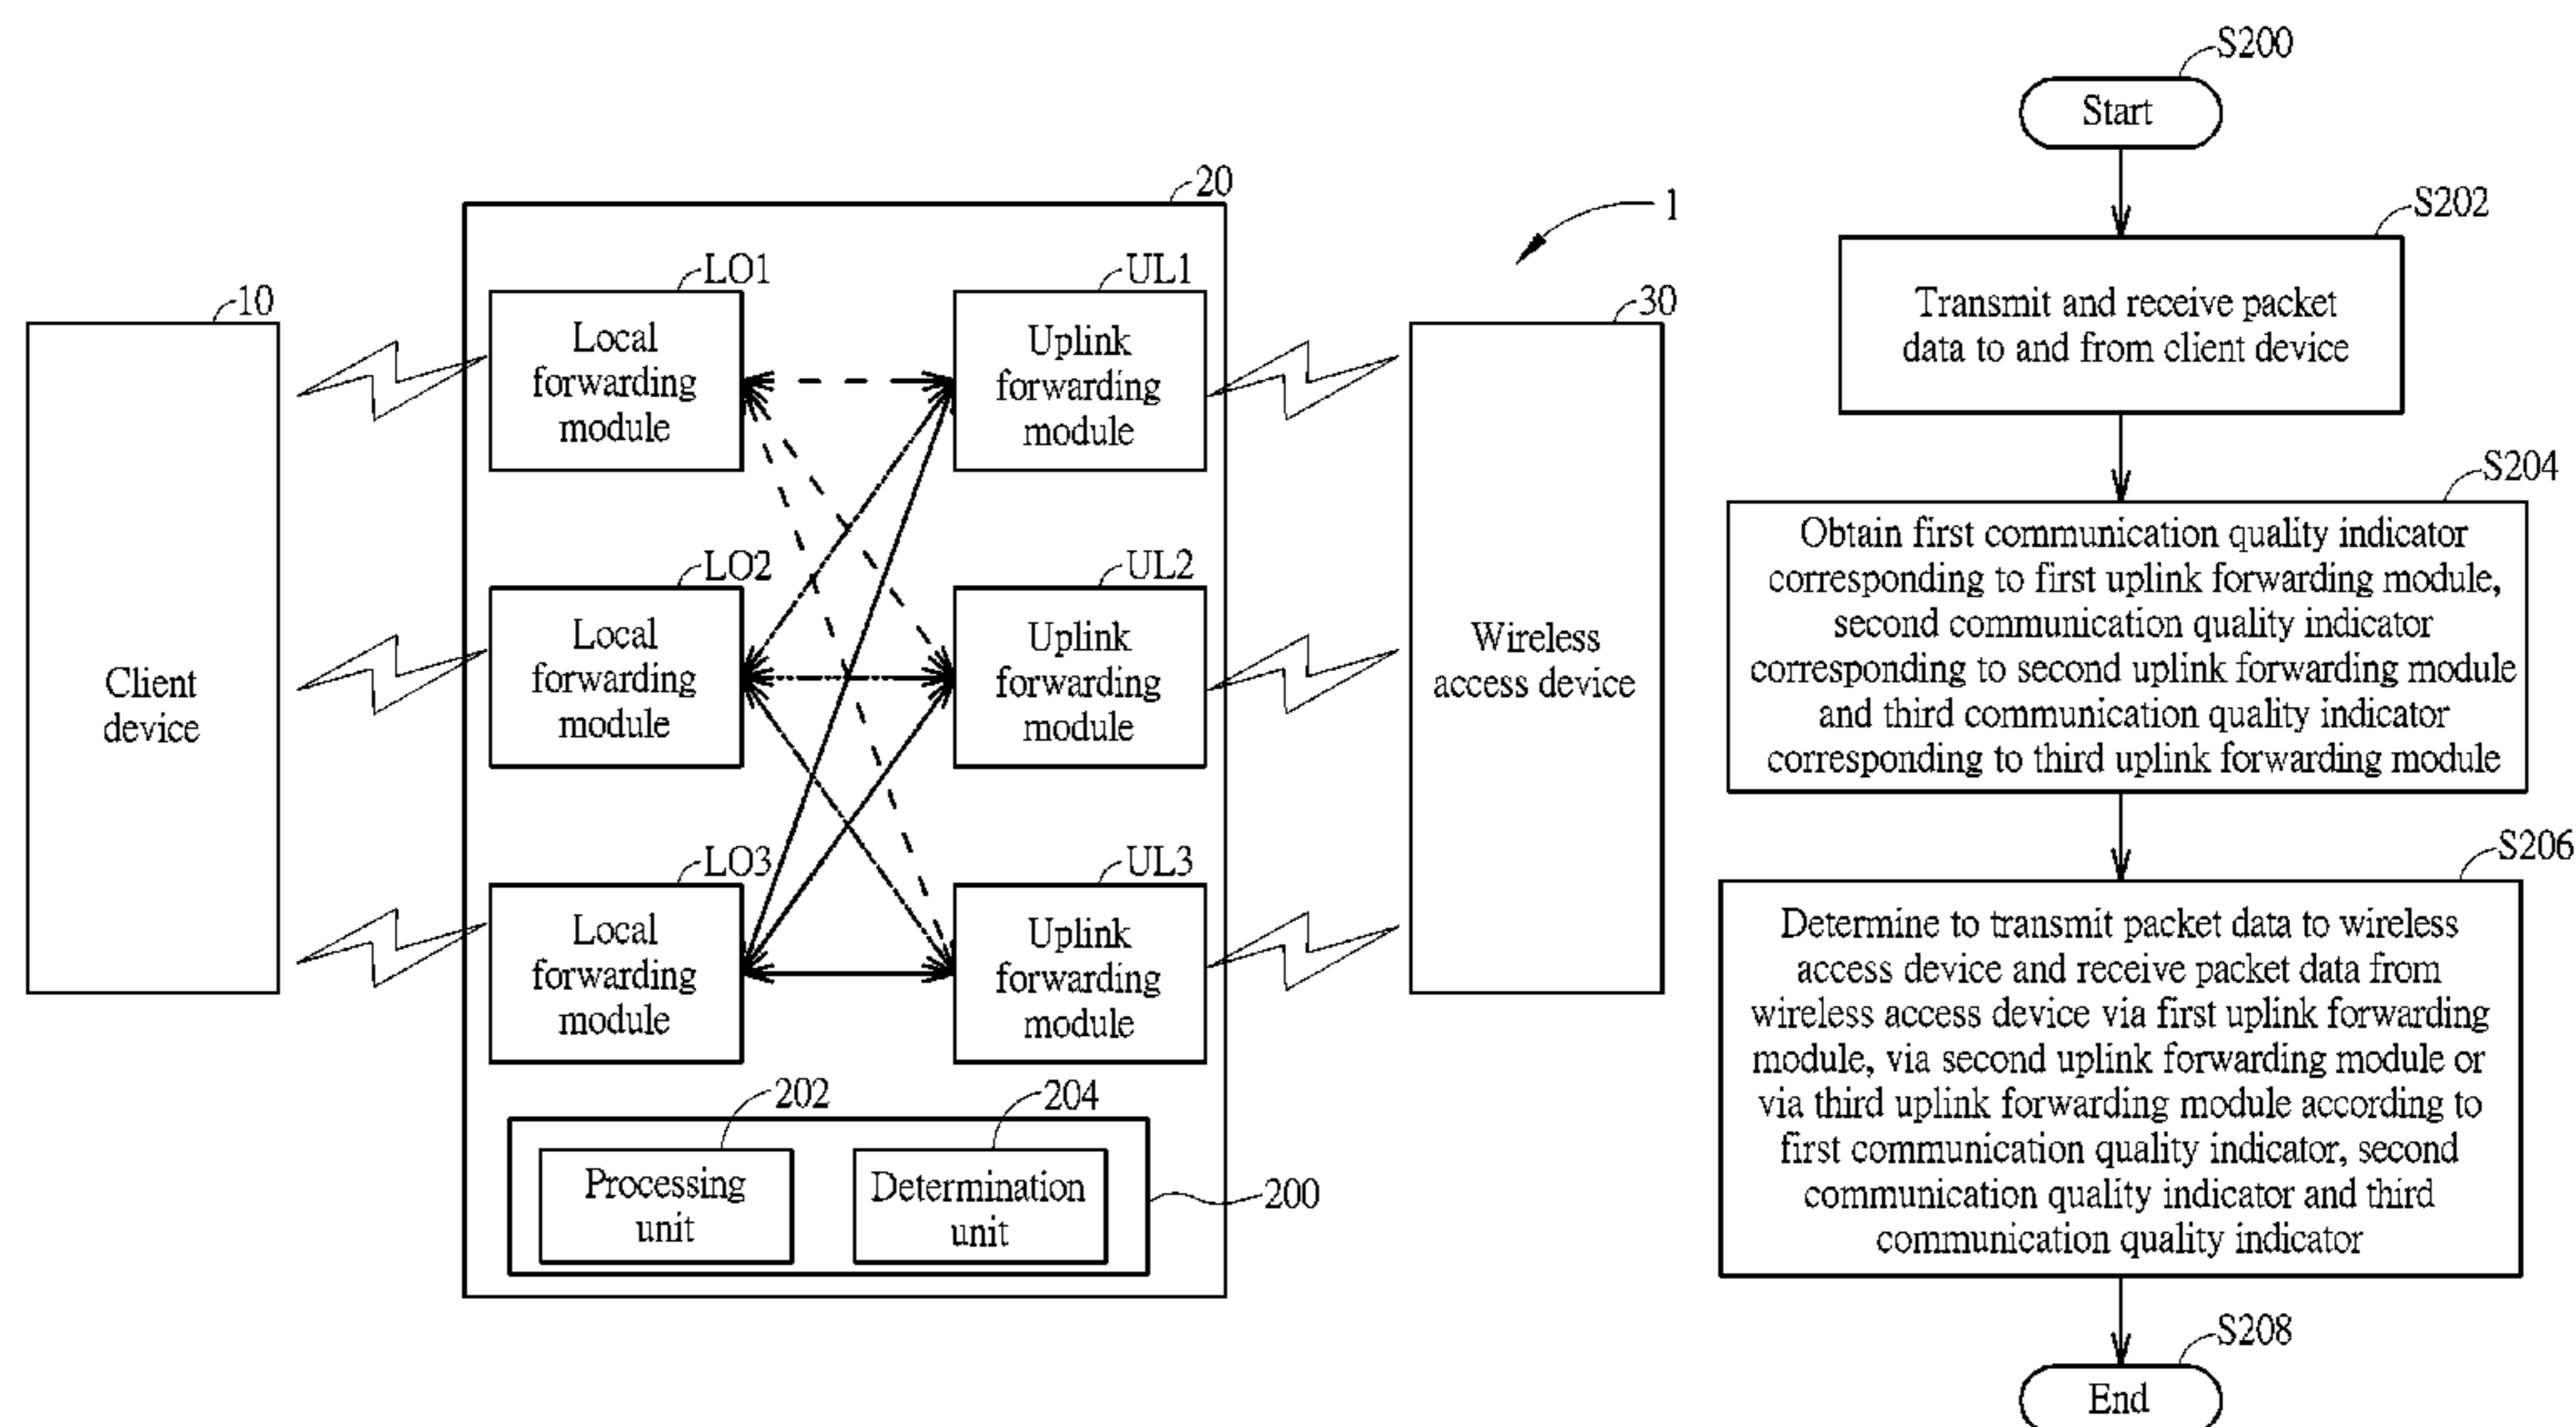 20
1
10
LO1
UL1
30
Local
forwarding
module
Uplink
forwarding
module
Client
device
LO2
UL2
Local
forwarding
module
Uplink
forwarding
module
Wireless
access device
LO3
UL3
Local
forwarding
module
Uplink
forwarding
module
202
204
Processing
unit
Determination
unit
200
S200
Start
S202
Transmit and receive packet
data to and from client device
S204
Obtain first communication quality indicator
corresponding to first uplink forwarding module,
second communication quality indicator
corresponding to second uplink forwarding module
and third communication quality indicator
corresponding to third uplink forwarding module
S206
Determine to transmit packet data to wireless
access device and receive packet data from
wireless access device via first uplink forwarding
module, via second uplink forwarding module or
via third uplink forwarding module according to
first communication quality indicator, second
communication quality indicator and third
communication quality indicator
S208
End